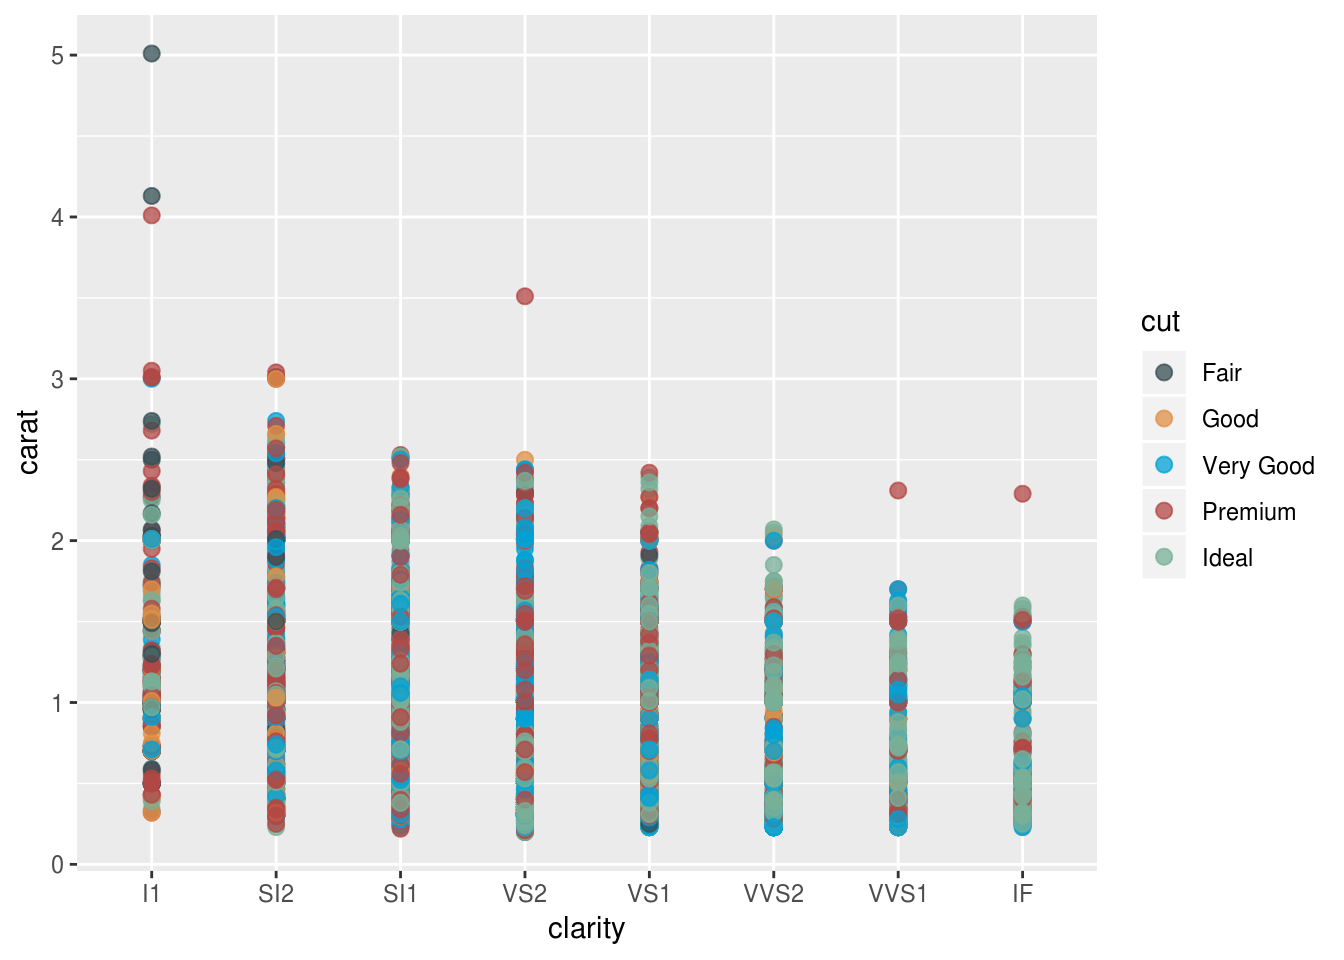 5
4
3
2
1
0
carat
I1 SI2 SI1 VS2 VS1 VVS2 VVS1 IF
clarity
cut
Fair
Good
Very Good
Premium
Ideal